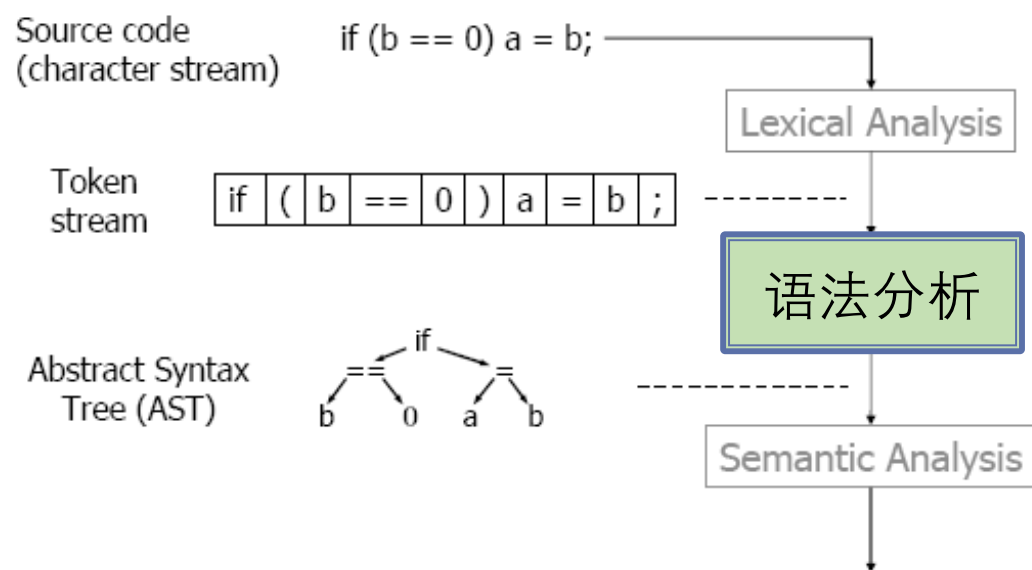 Source code
(character stream)
if (b == 0) a = b;
Lexical Analysis
Token
stream
if ( b == 0 ) a = b ;
语法分析
Abstract Syntax
Tree (AST)
if
== =
b 0 a b
Semantic Analysis